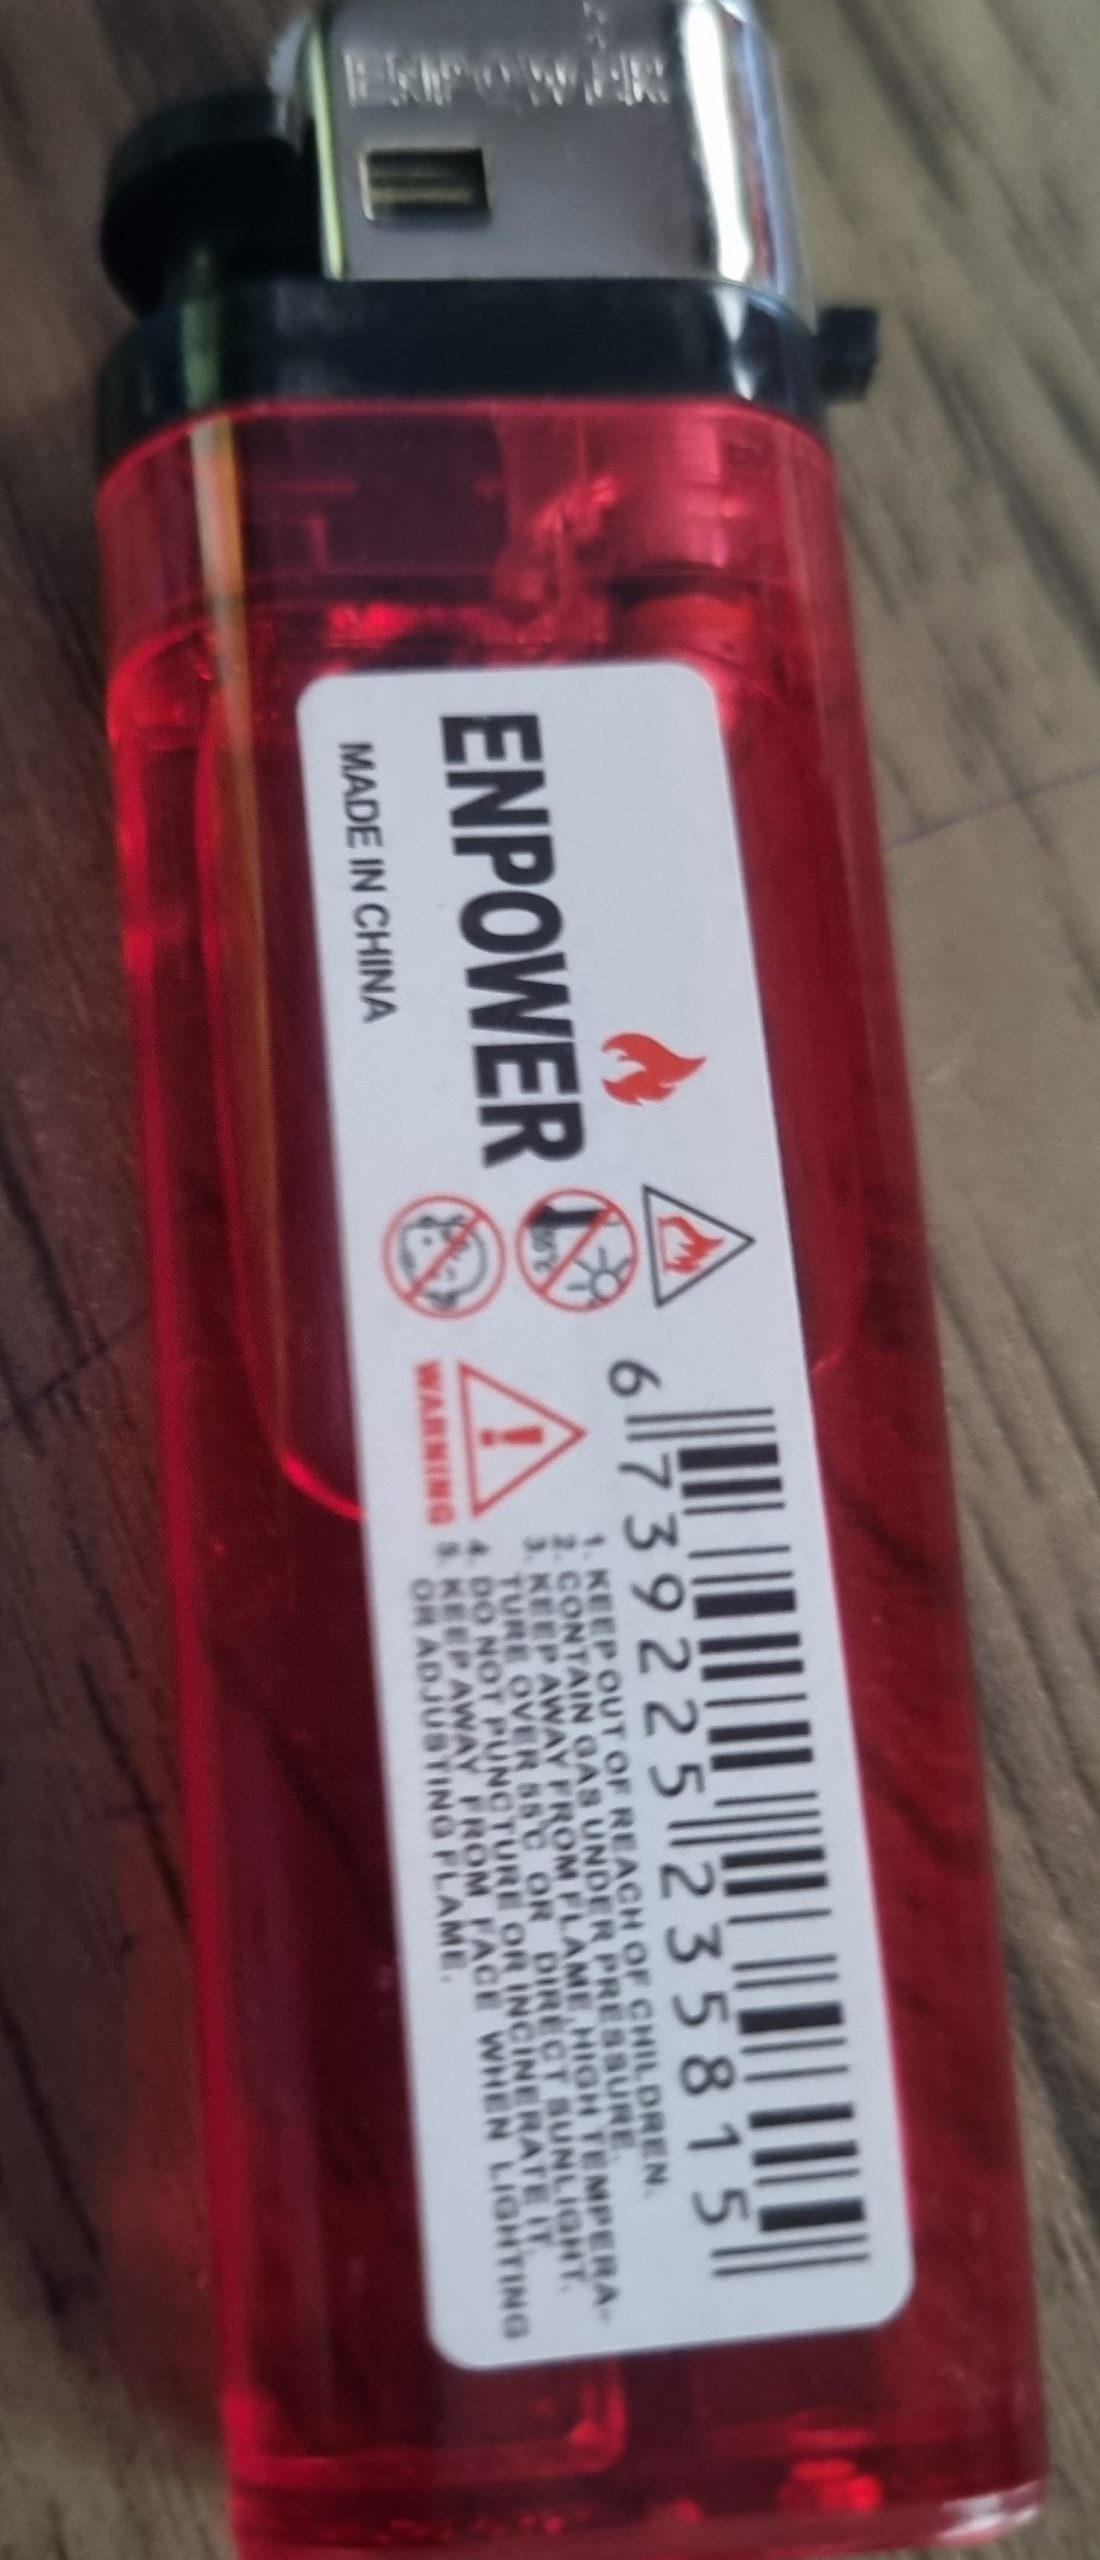 ENPOWER
MADE IN CHINA
6 739225 235815
WARNING
1. KEEP OUT OF REACH OF CHILDREN.
2. CONTAIN GAS UNDER PRESSURE.
3. KEEP AWAY FROM FLAME, HIGH TEMPERA-
TURE OVER 55°C OR DIRECT SUNLIGHT.
4. DO NOT PUNCTURE OR INCINERATE IT.
5. KEEP AWAY FROM FACE WHEN LIGHTING
OR ADJUSTING FLAME.